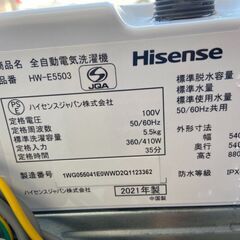 品名 全自動電気洗濯機
品番 HW-E5503
JQA
Hisense
PS
E
ハイセンスジャパン株式会社
定格電圧 100V
定格周波数 50/60Hz
標準洗濯容量 5.5kg
定格入力 360/410W
定格時間 35分
製造番号 1WG055041E0WWD2Q1123362
ハイセンスジャパン株式会社
2021年製
中国製
標準脱水容量
標準水量
標準使用水量
50/60Hz共用
外形寸法
幅 540
奥行 540
高さ 880
防水等級 IPX